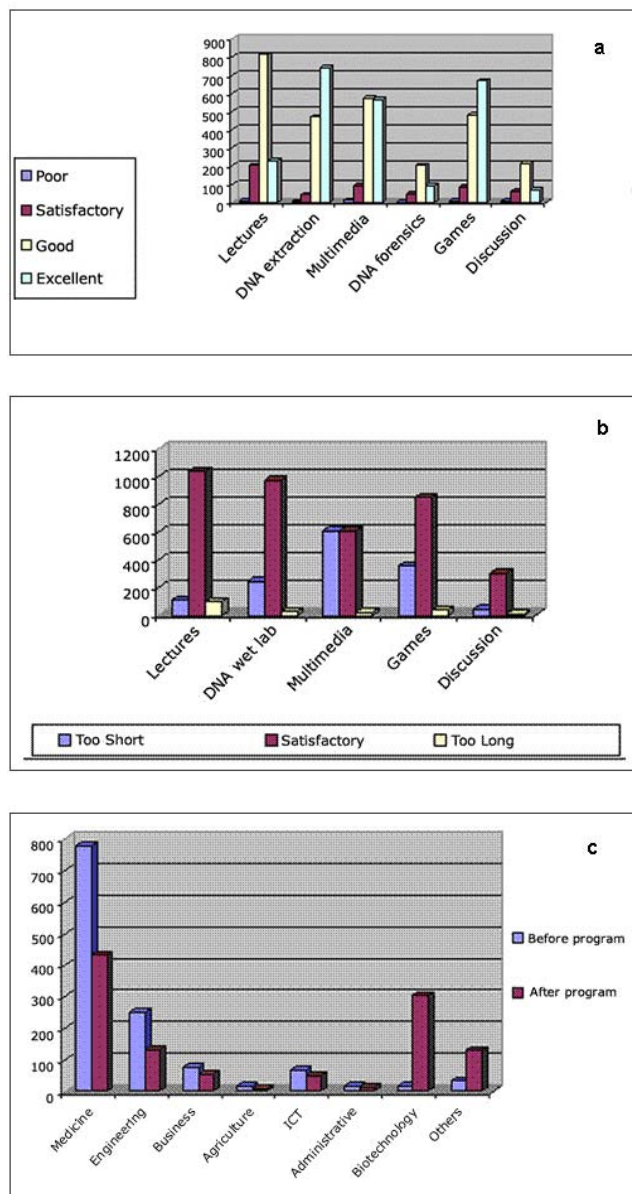 a
900
800
700
600
500
400
300
200
100
0
Lectures
DNA extraction
Multimedia
DNA forensics
Games
Discussion
Poor
Satisfactory
Good
Excellent
b
1200
1000
800
600
400
200
0
Lectures
DNA wet lab
Multimedia
Games
Discussion
Too Short Satisfactory Too Long
c
800
700
600
500
400
300
200
100
0
Medicine
Engineering
Business
Agriculture
ICT
Administrative
Biotechnology
Others
Before program
After program